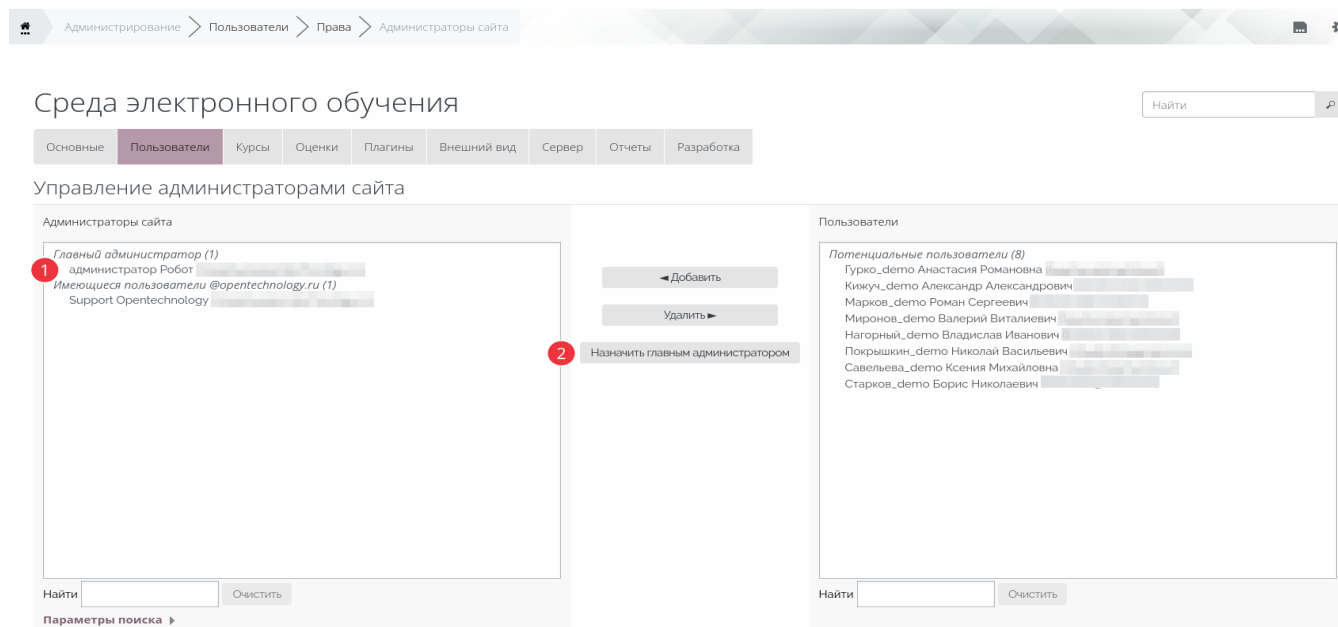 Администрирование Пользователи Права Администраторы сайта
Среда электронного обучения
Найти
Основные Пользователи Курсы Оценки Плагины Внешний вид Сервер Отчеты Разработка
Управление администраторами сайта
Администраторы сайта
Главный администратор (1)
1
администратор Робот
Имеющиеся пользователи @opentechnology.ru (1)
Support Opentechnology
◄ Добавить
Удалить ►
2 Назначить главным администратором
Пользователи
Потенциальные пользователи (8)
Гурко_demo Анастасия Романовна
Кижуч_demo Александр Александрович
Марков_demo Роман Сергеевич
Миронов_demo Валерий Виталиевич
Нагорный_demo Владислав Иванович
Покрышкин_demo Николай Васильевич
Савельева_demo Ксения Михайловна
Старков_demo Борис Николаевич
Найти Очистить
Параметры поиска
Найти Очистить